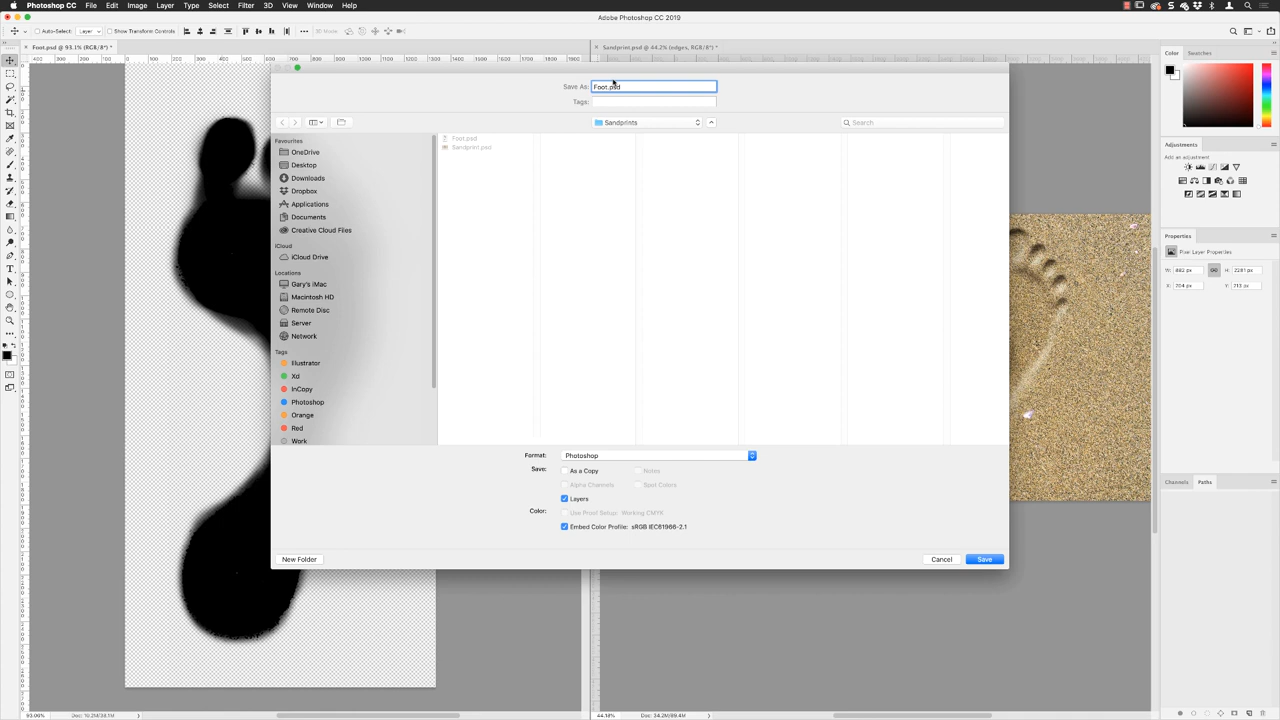 Photoshop CC File Edit Image Layer Type Select Filter 3D View Window Help
Adobe Photoshop CC 2019
Auto-Select: Layer Show Transform Controls
Foot.psd @ 93.1% (RGB/8*) *
Sandprint.psd @ 44.2% (edges, RGB/8*) *
Save As: Foot.psd
Tags:
Sandprints
Search
Favourites
OneDrive
Desktop
Downloads
Dropbox
Applications
Documents
Creative Cloud Files
iCloud
iCloud Drive
Locations
Gary's iMac
Macintosh HD
Remote Disc
Server
Network
Tags
Illustrator
Xd
InCopy
Photoshop
Orange
Red
Work
Foot.psd
Sandprint.psd
Format: Photoshop
Save: As a Copy Notes
Alpha Channels Spot Colors
Layers
Color: Use Proof Setup: Working CMYK
Embed Color Profile: sRGB IEC61966-2.1
New Folder Cancel Save
Color Swatches
Adjustments
Add an adjustment
Properties
Pixel Layer Properties
Channels Paths